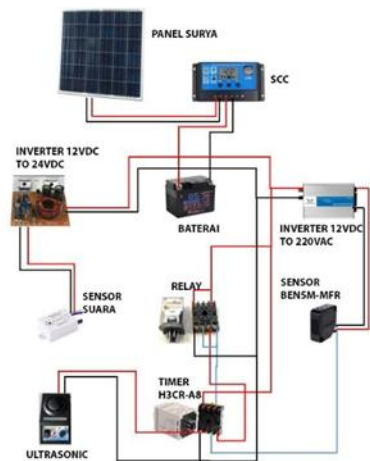 PANEL SURYA
SCC
INVERTER 12VDC
TO 24VDC
BATERAI
INVERTER 12VDC
TO 220VAC
SENSOR
SUARA
RELAY
SENSOR
BEN5M-MFR
TIMER
H3CR-A8
ULTRASONIC